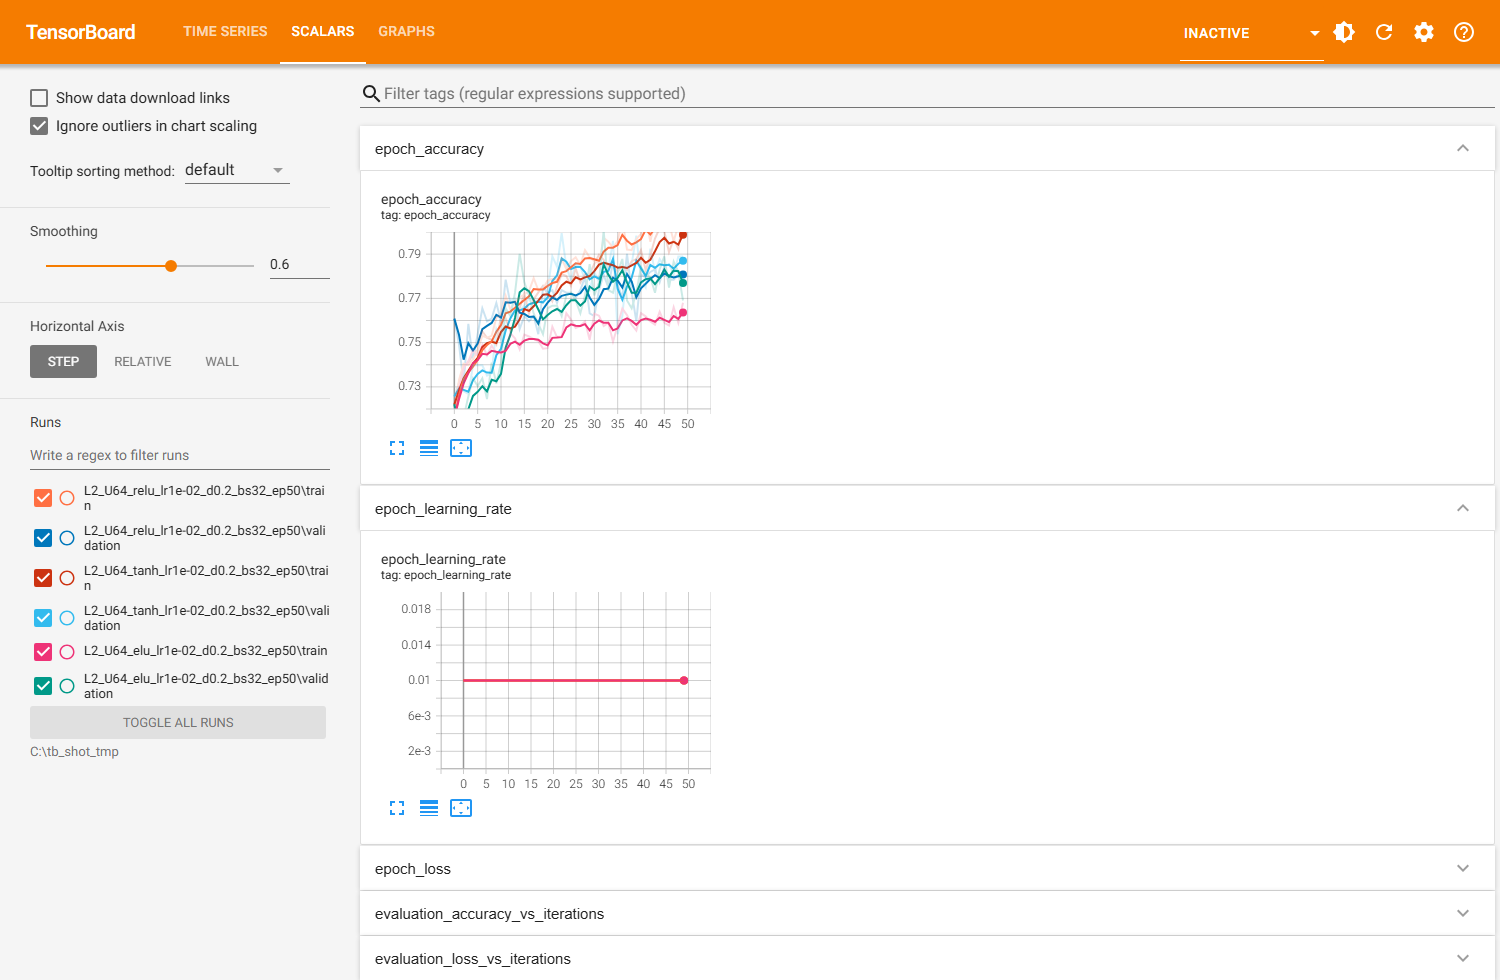 TensorBoard
TIME SERIES
SCALARS
GRAPHS
INACTIVE
Show data download links
Ignore outliers in chart scaling
Tooltip sorting method:
default
Smoothing
0.6
Horizontal Axis
STEP
RELATIVE
WALL
Runs
Write a regex to filter runs
L2_U64_relu_lr1e-02_d0.2_bs32_ep50\trai
n
L2_U64_relu_lr1e-02_d0.2_bs32_ep50\vali
dation
L2_U64_tanh_lr1e-02_d0.2_bs32_ep50\trai
n
L2_U64_tanh_lr1e-02_d0.2_bs32_ep50\vali
dation
L2_U64_elu_lr1e-02_d0.2_bs32_ep50\train
L2_U64_elu_lr1e-02_d0.2_bs32_ep50\valid
ation
TOGGLE ALL RUNS
C:\tb_shot_tmp
Filter tags (regular expressions supported)
epoch_accuracy
epoch_accuracy
tag: epoch_accuracy
0.79
0.77
0.75
0.73
0 5 10 15 20 25 30 35 40 45 50
epoch_learning_rate
epoch_learning_rate
tag: epoch_learning_rate
0.018
0.014
0.01
6e-3
2e-3
0 5 10 15 20 25 30 35 40 45 50
epoch_loss
evaluation_accuracy_vs_iterations
evaluation_loss_vs_iterations